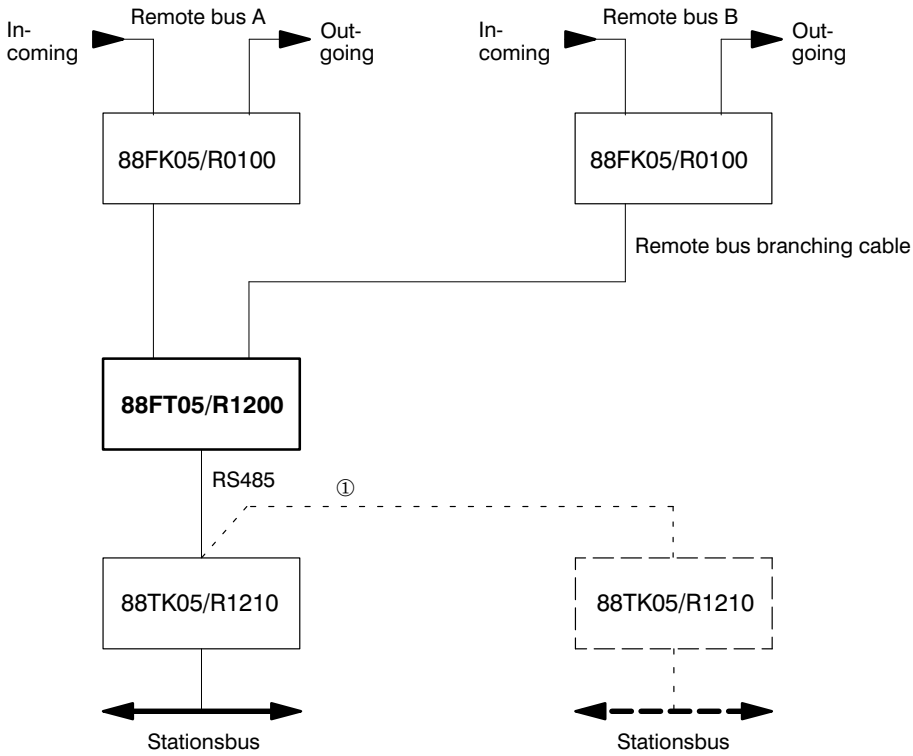 Remote bus A
In-
coming
Out-
going
Remote bus B
In-
coming
Out-
going
88FK05/R0100
88FK05/R0100
Remote bus branching cable
88FT05/R1200
RS485
①
88TK05/R1210
88TK05/R1210
Stationsbus
Stationsbus